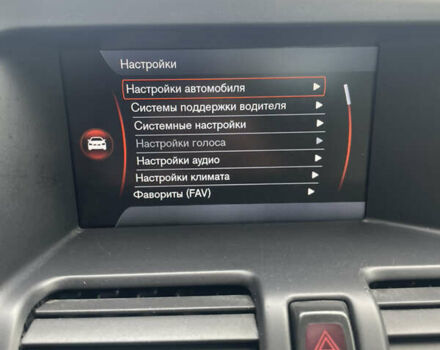 Настройки
Настройки автомобиля
Системы поддержки водителя
Системные настройки
Настройки голоса
Настройки аудио
Настройки климата
Фавориты (FAV)